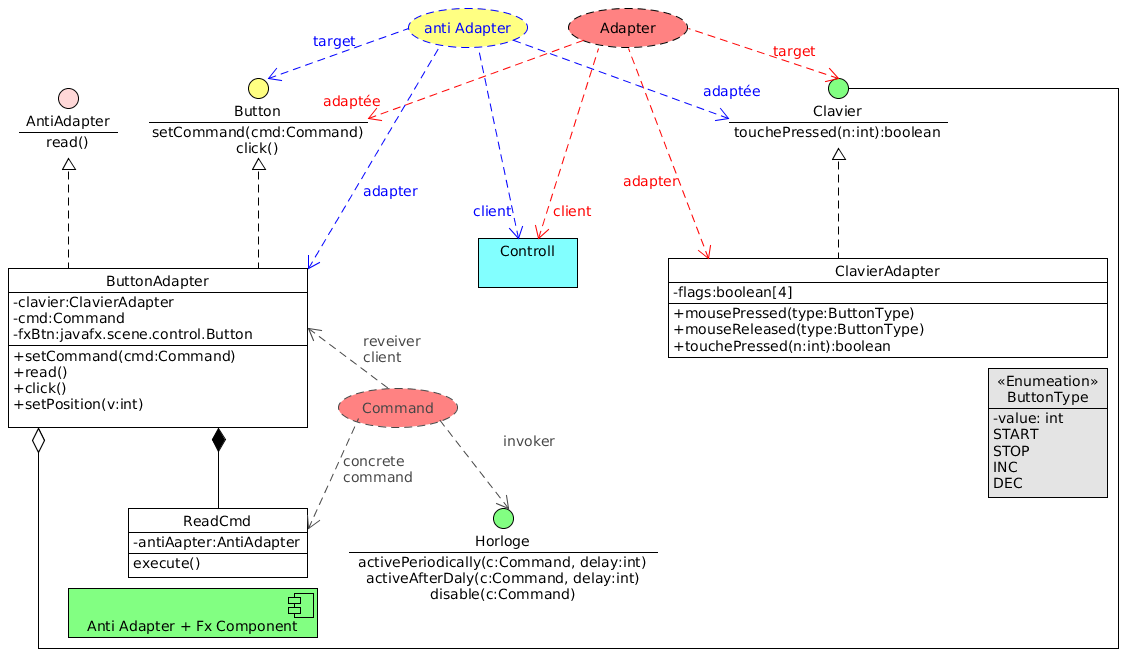 anti Adapter
Adapter
target
target
adaptée
adaptée
AntiAdapter
read()
Button
setCommand(cmd:Command)
click()
Clavier
touchePressed(n:int):boolean
adapter
adapter
client
client
Controll
ButtonAdapter
-clavier:ClavierAdapter
-cmd:Command
-fxBtn:javafx.scene.control.Button
+setCommand(cmd:Command)
+read()
+click()
+setPosition(v:int)
ClavierAdapter
-flags:boolean[4]
+mousePressed(type:ButtonType)
+mouseReleased(type:ButtonType)
+touchePressed(n:int):boolean
reveiver
client
Command
invoker
concrete
command
«Enumeation»
ButtonType
-value: int
START
STOP
INC
DEC
ReadCmd
-antiAapter:AntiAdapter
execute()
Horloge
activePeriodically(c:Command, delay:int)
activeAfterDaly(c:Command, delay:int)
disable(c:Command)
Anti Adapter + Fx Component